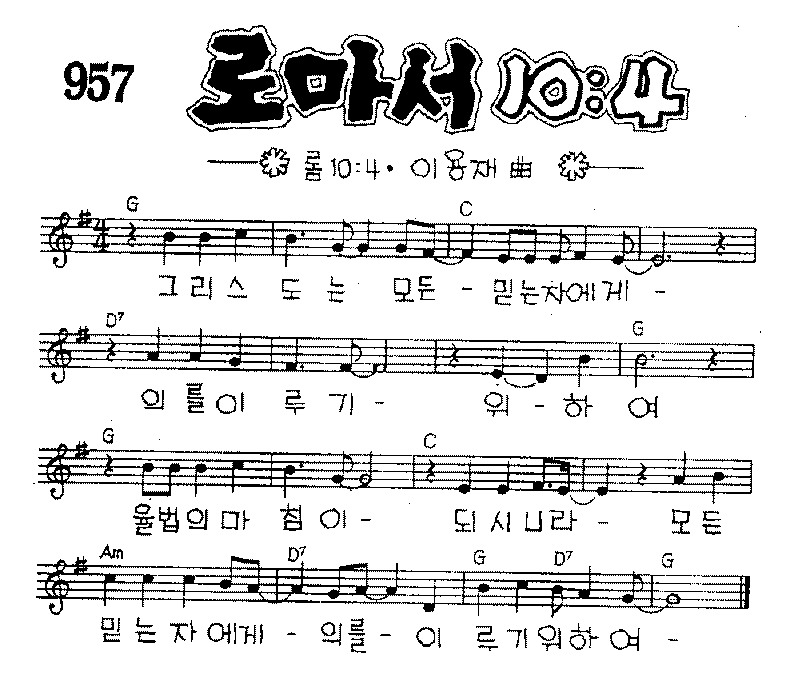 957 로마서 10:4
롬10:4· 이용재 曲
G C
그리스 도는 모든 - 믿는자에게 -
D7 G
의 를이 루기 - 위 - 하 여
G C
율법의 마 침 이 - 되 시니라 - 모든
Am D7 G D7 G
믿는 자에게 - 의를 - 이 루기위하 여 -